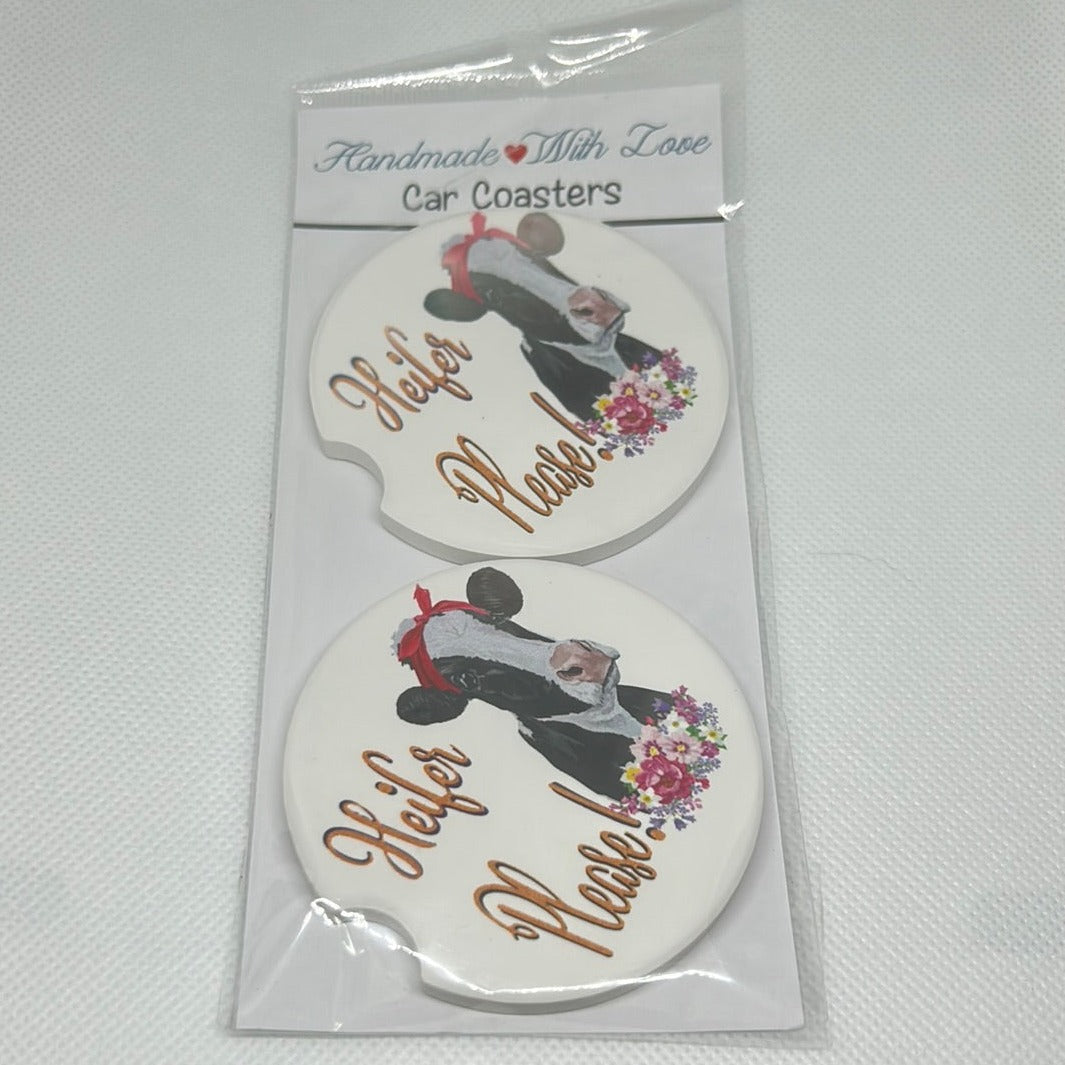 Handmade With Love
Car Coasters
Heifer
Please!
Heifer
Please!